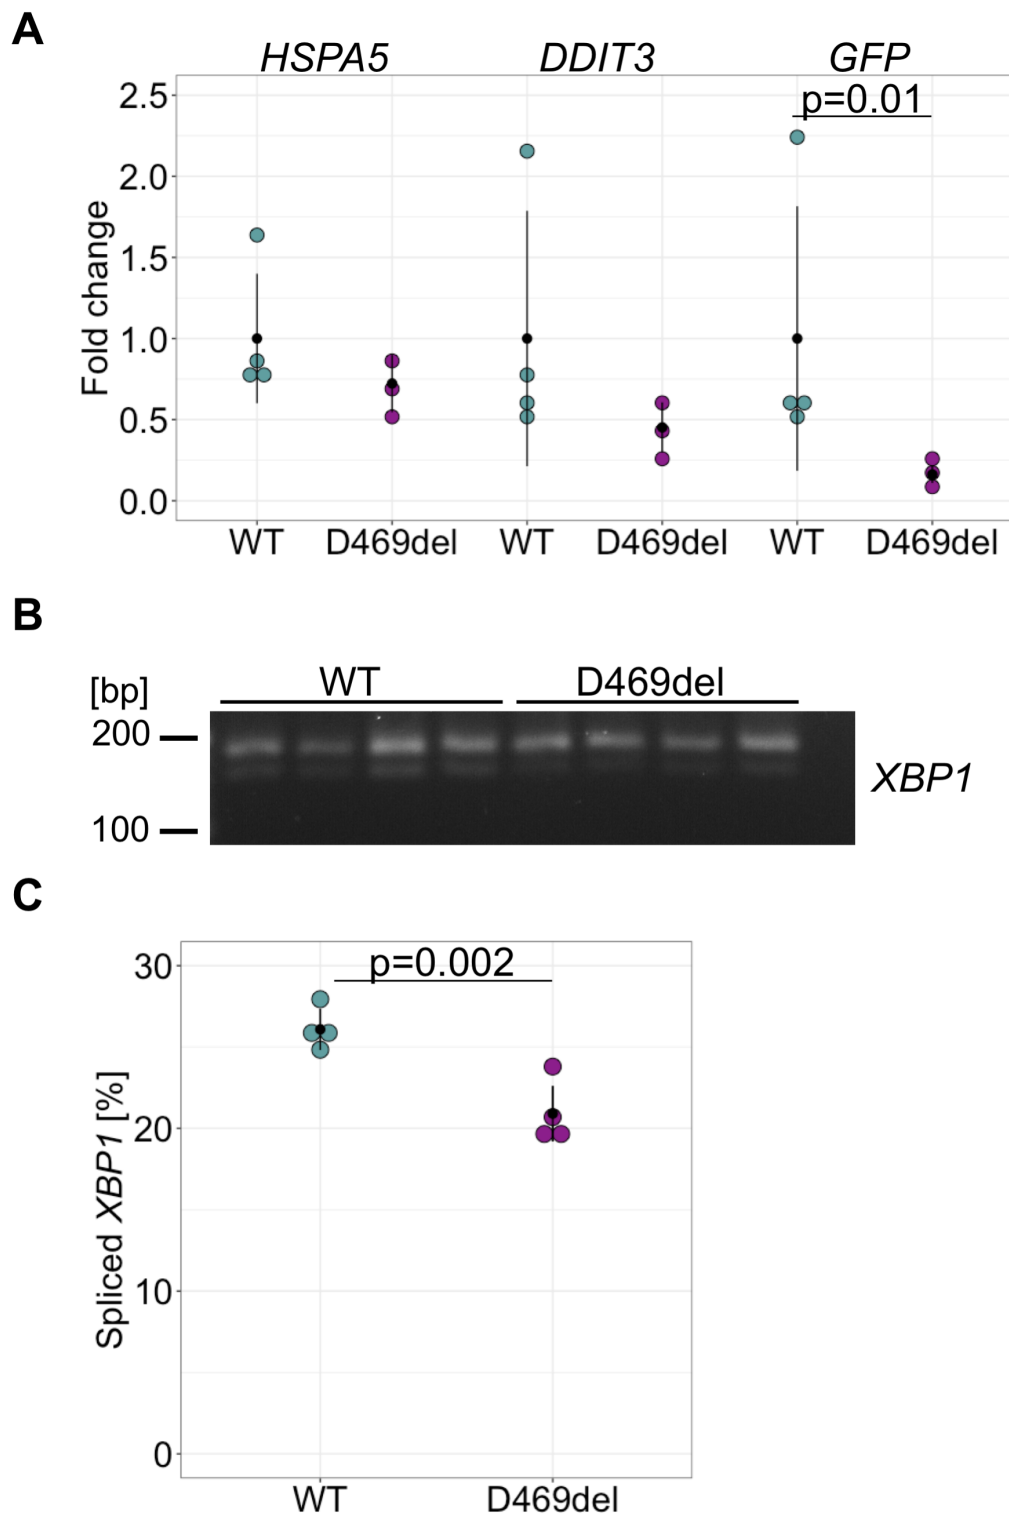 A
HSPA5 DDIT3 GFP
p=0.01
2.5
2.0
1.5
1.0
0.5
0.0
Fold change
WT D469del WT D469del WT D469del
B
[bp] WT D469del
200
XBP1
100
C
p=0.002
30
20
10
0
Spliced XBP1 [%]
WT D469del